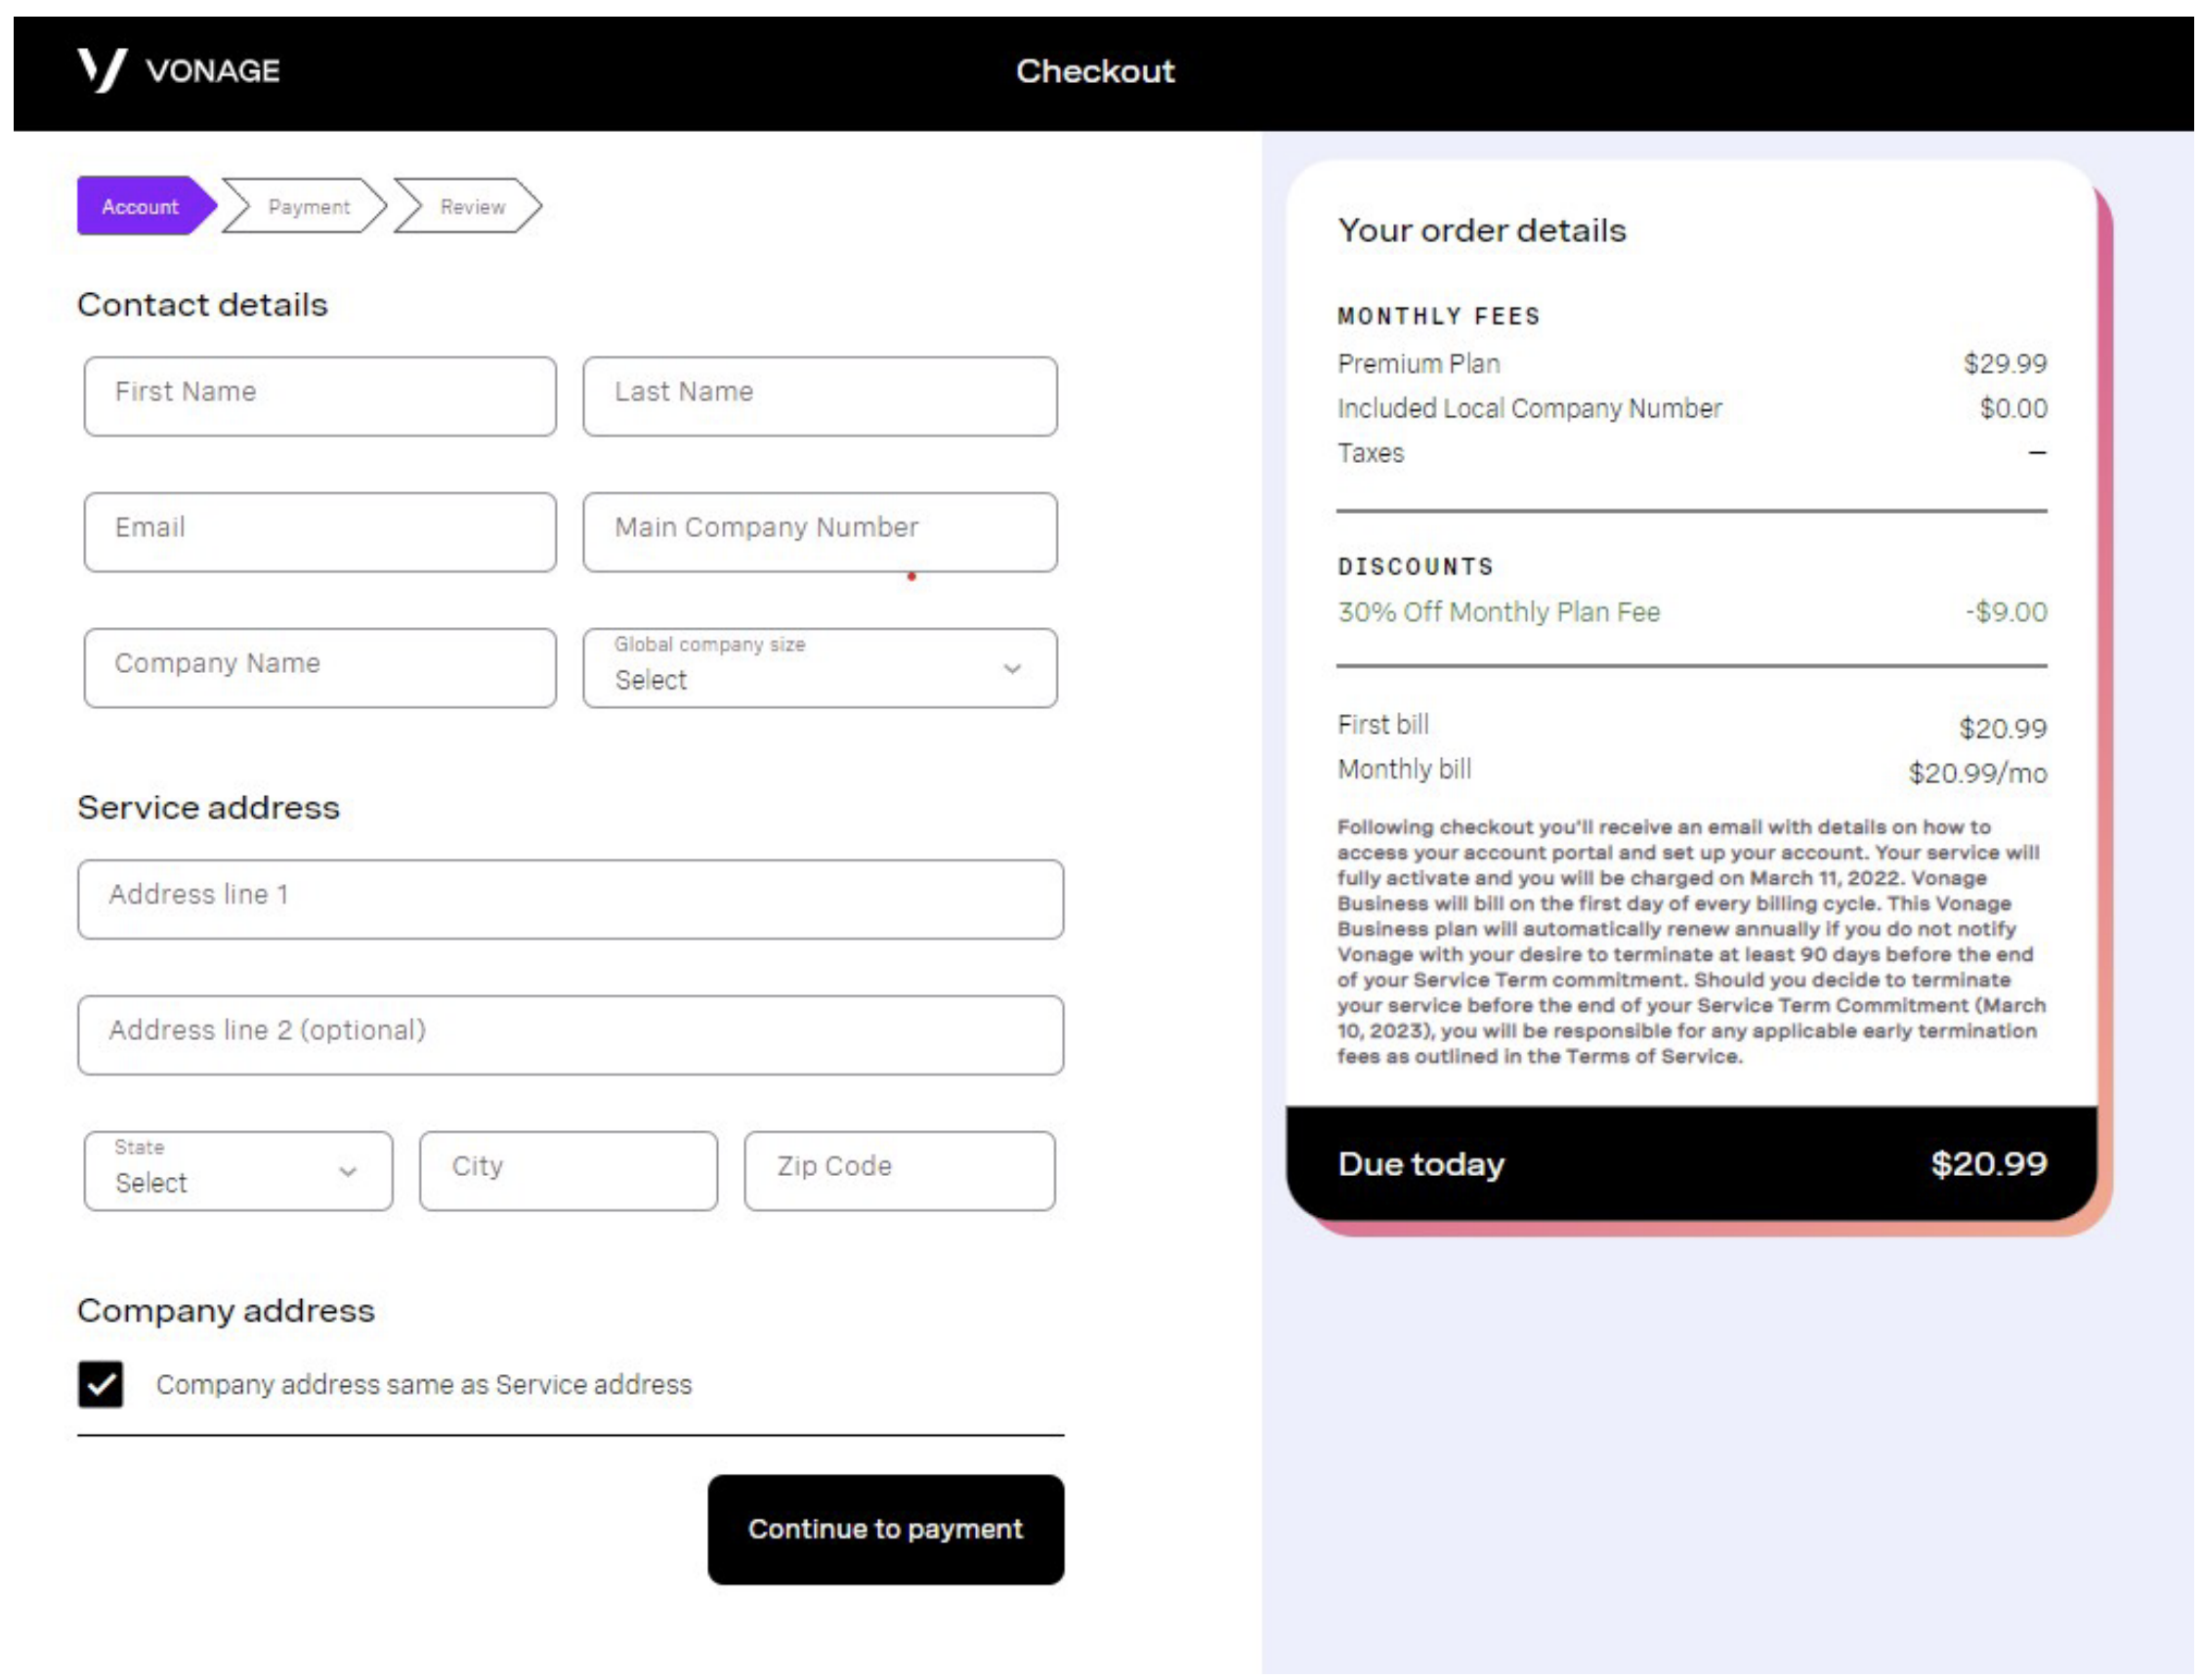 VONAGE
Checkout
Account
Payment
Review
Contact details
First Name
Last Name
Email
Main Company Number
Company Name
Global company size
Select
Service address
Address line 1
Address line 2 (optional)
State
Select
City
Zip Code
Company address
Company address same as Service address
Continue to payment
Your order details
MONTHLY FEES
Premium Plan $29.99
Included Local Company Number $0.00
Taxes –
DISCOUNTS
30% Off Monthly Plan Fee -$9.00
First bill $20.99
Monthly bill $20.99/mo
Following checkout you'll receive an email with details on how to
access your account portal and set up your account. Your service will
fully activate and you will be charged on March 11, 2022. Vonage
Business will bill on the first day of every billing cycle. This Vonage
Business plan will automatically renew annually if you do not notify
Vonage with your desire to terminate at least 90 days before the end
of your Service Term commitment. Should you decide to terminate
your service before the end of your Service Term Commitment (March
10, 2023), you will be responsible for any applicable early termination
fees as outlined in the Terms of Service.
Due today $20.99